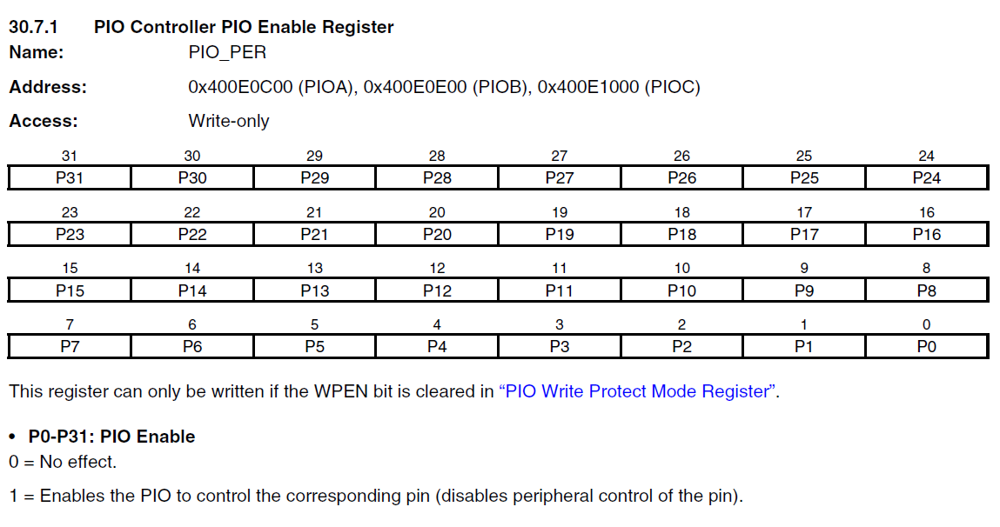 30.7.1 PIO Controller PIO Enable Register
Name: PIO_PER
Address: 0x400E0C00 (PIOA), 0x400E0E00 (PIOB), 0x400E1000 (PIOC)
Access: Write-only
31 30 29 28 27 26 25 24
P31 P30 P29 P28 P27 P26 P25 P24
23 22 21 20 19 18 17 16
P23 P22 P21 P20 P19 P18 P17 P16
15 14 13 12 11 10 9 8
P15 P14 P13 P12 P11 P10 P9 P8
7 6 5 4 3 2 1 0
P7 P6 P5 P4 P3 P2 P1 P0
This register can only be written if the WPEN bit is cleared in “PIO Write Protect Mode Register”.
• P0-P31: PIO Enable
0 = No effect.
1 = Enables the PIO to control the corresponding pin (disables peripheral control of the pin).